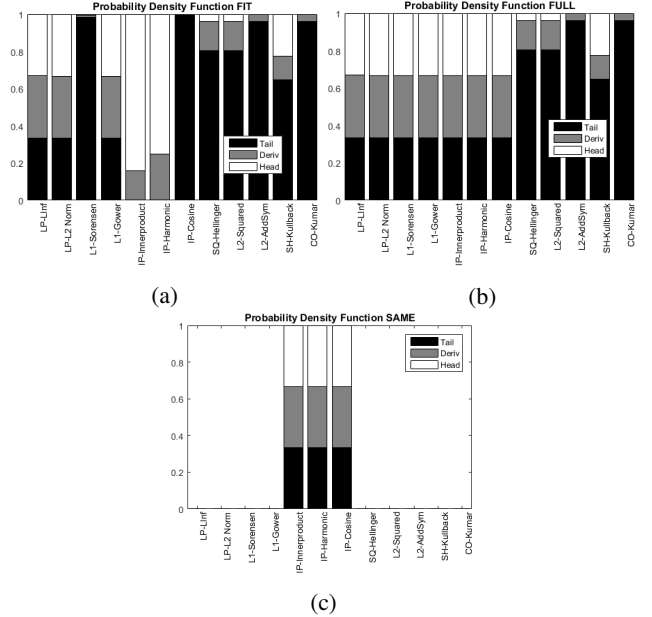 Probability Density Function FIT
1
0.8
0.6
0.4
0.2
0
Tail
Deriv
Head
LP-LInf
LP-L2 Norm
L1-Sorensen
L1-Gower
IP-Innerproduct
IP-Harmonic
IP-Cosine
SQ-Hellinger
L2-Squared
L2-AddSym
SH-Kullback
CO-Kumar
(a)
Probability Density Function FULL
1
0.8
0.6
0.4
0.2
0
Tail
Deriv
Head
LP-LInf
LP-L2 Norm
L1-Sorensen
L1-Gower
IP-Innerproduct
IP-Harmonic
IP-Cosine
SQ-Hellinger
L2-Squared
L2-AddSym
SH-Kullback
CO-Kumar
(b)
Probability Density Function SAME
1
0.8
0.6
0.4
0.2
0
Tail
Deriv
Head
LP-LInf
LP-L2 Norm
L1-Sorensen
L1-Gower
IP-Innerproduct
IP-Harmonic
IP-Cosine
SQ-Hellinger
L2-Squared
L2-AddSym
SH-Kullback
CO-Kumar
(c)